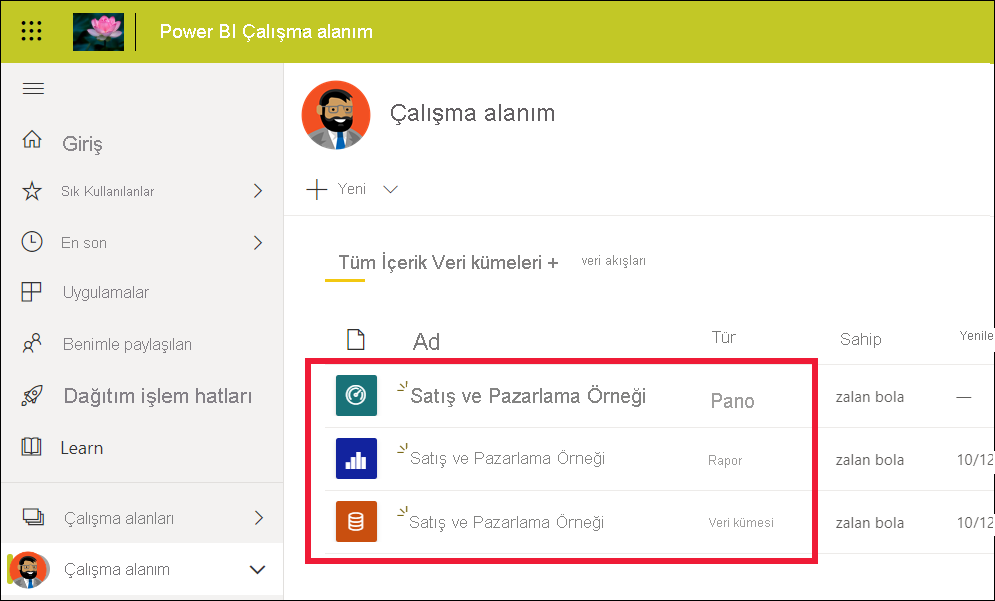 Power BI Çalışma alanım
Giriş
Sık Kullanılanlar
En son
Uygulamalar
Benimle paylaşılan
Dağıtım işlem hatları
Learn
Çalışma alanları
Çalışma alanım
Çalışma alanım
Yeni
Tüm İçerik Veri kümeleri + veri akışları
Ad Tür Sahip Yenile
Satış ve Pazarlama Örneği Pano zalan bola —
Satış ve Pazarlama Örneği Rapor zalan bola 10/12
Satış ve Pazarlama Örneği Veri kümesi zalan bola 10/12